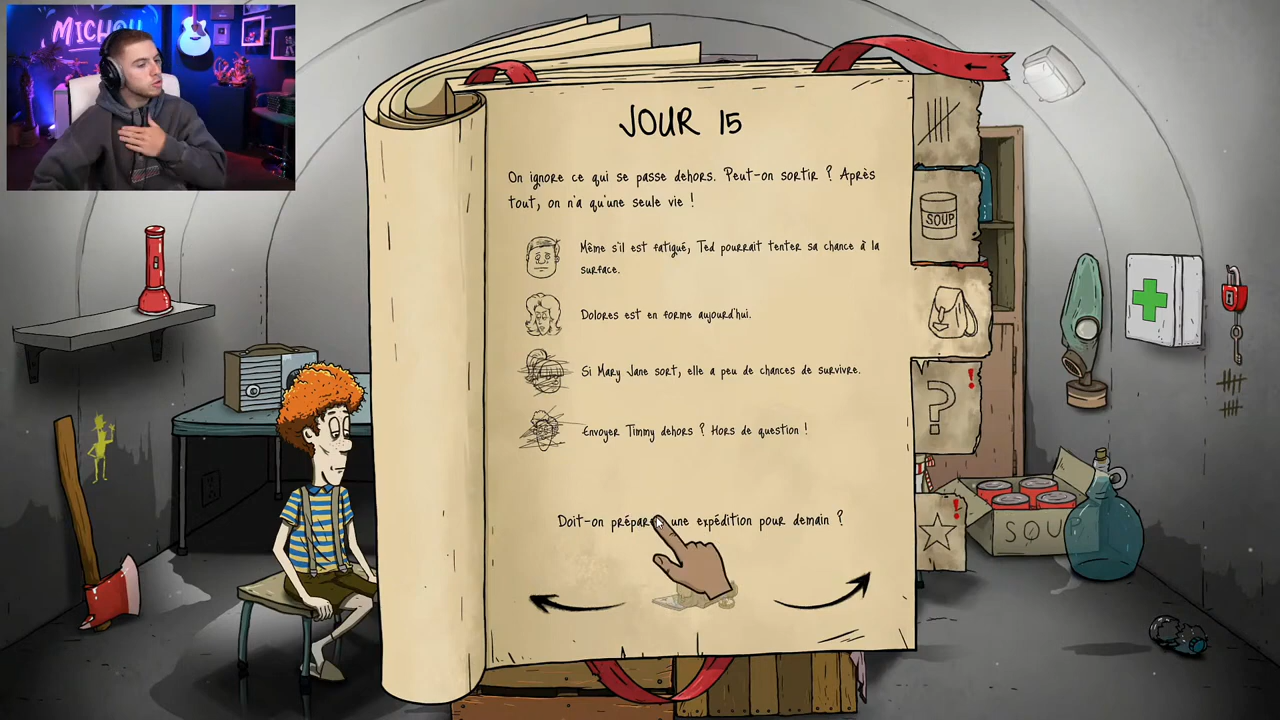 MICHOU
JOUR 15
On ignore ce qui se passe dehors. Peut-on sortir ? Après
tout, on n'a qu'une seule vie !
Même s'il est fatigué, Ted pourrait tenter sa chance à la
surface.
Dolores est en forme aujourd'hui.
Si Mary Jane sort, elle a peu de chances de survivre.
Envoyer Timmy dehors ? Hors de question !
Doit-on préparer une expédition pour demain ?
SOUP
?
!
!
SOUP